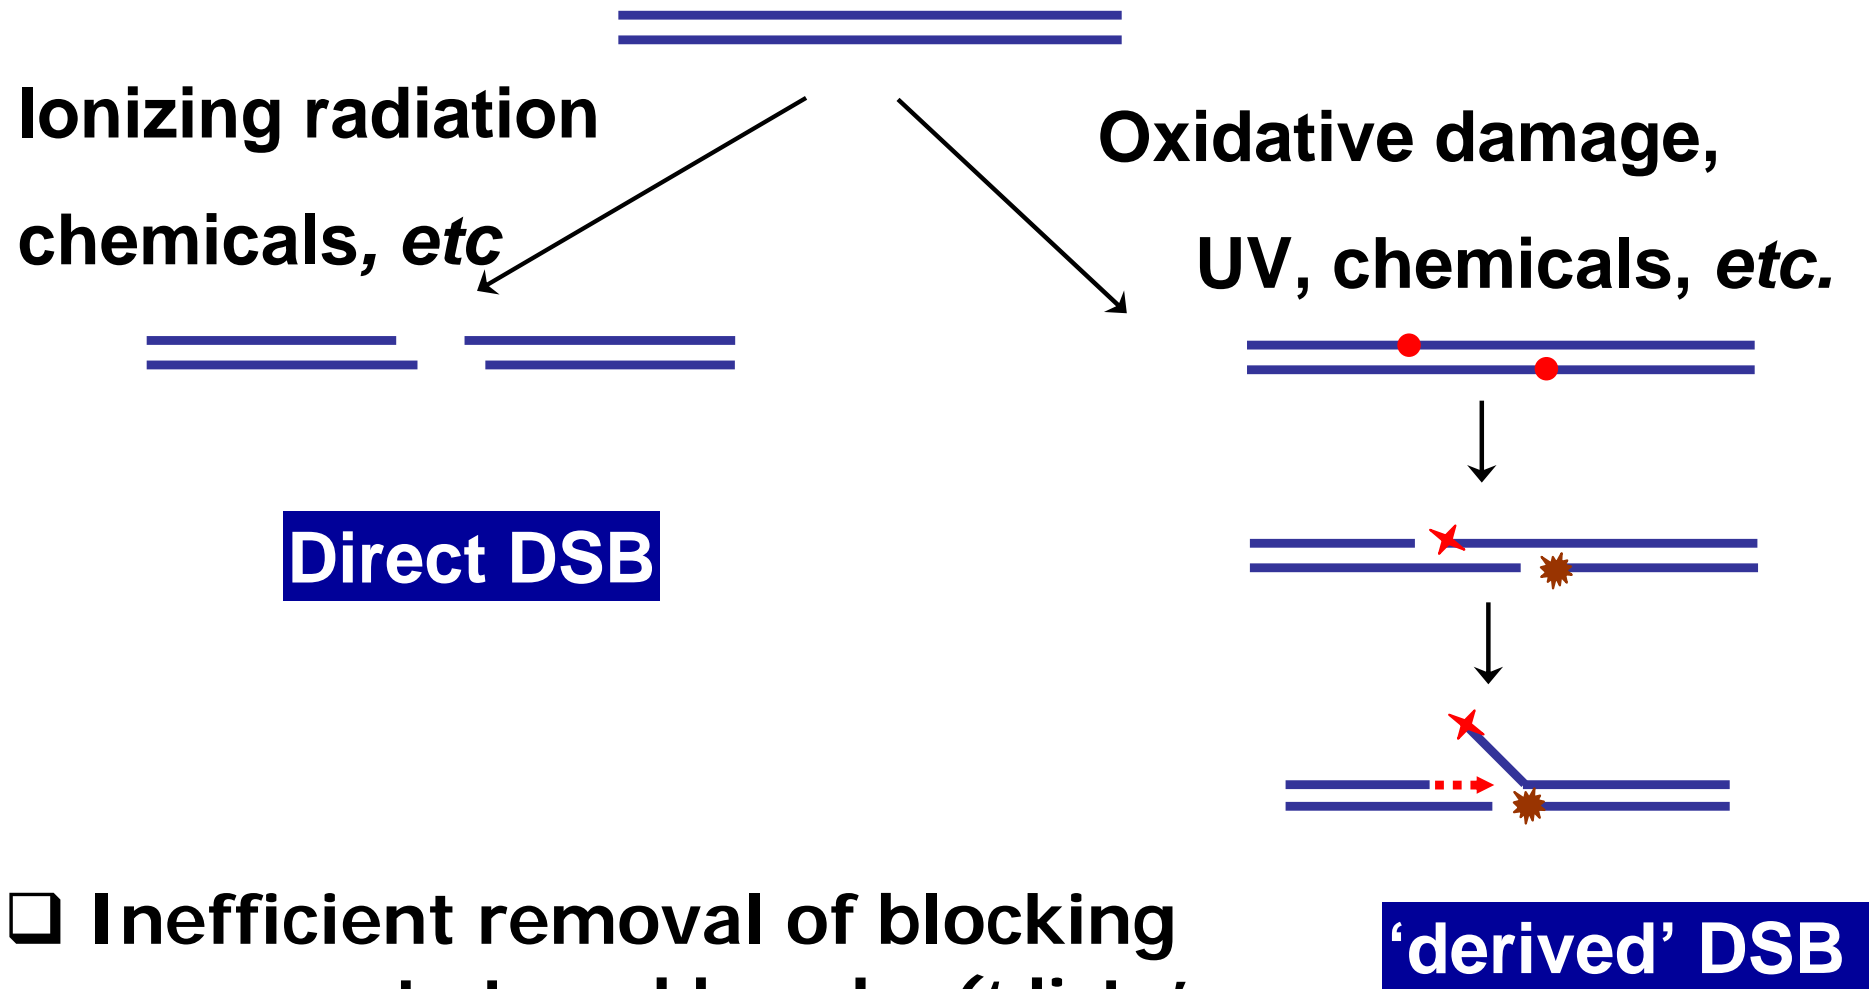 Ionizing radiation
chemicals, etc
Oxidative damage,
UV, chemicals, etc.
Direct DSB
❑ Inefficient removal of blocking
‘derived’ DSB